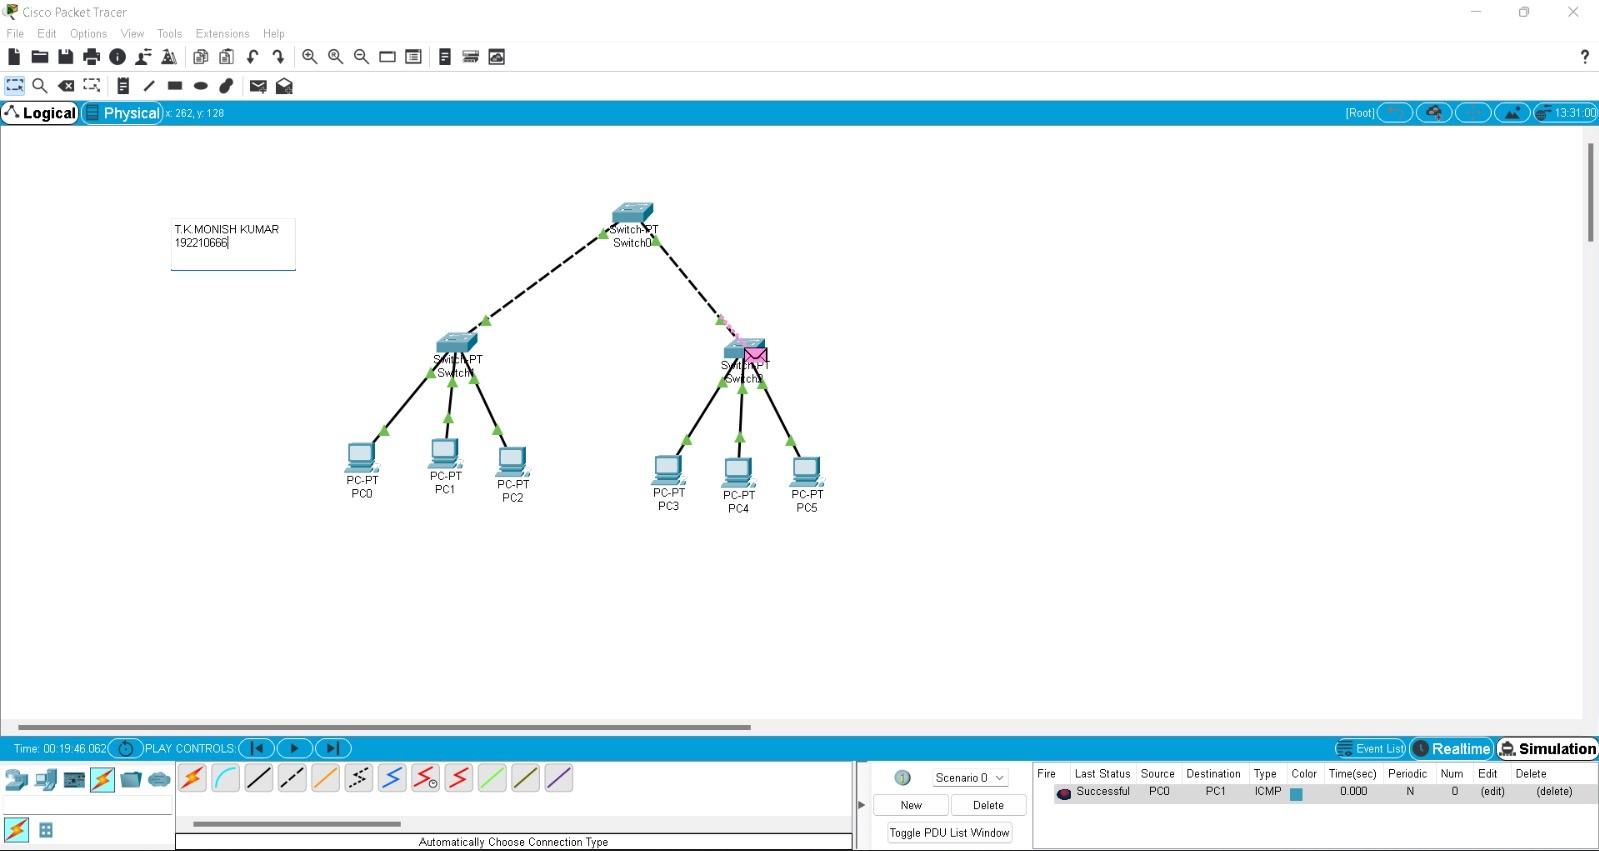 Cisco Packet Tracer
File Edit Options View Tools Extensions Help
?
Logical Physical x: 262, y: 128 [Root] 13:31:00
T.K.MONISH KUMAR
192210666
Switch-PT
Switch0
Switch-PT
Switch1
Switch-PT
Switch2
PC-PT
PC0
PC-PT
PC1
PC-PT
PC2
PC-PT
PC3
PC-PT
PC4
PC-PT
PC5
Time: 00:19:46.062 PLAY CONTROLS: Event List Realtime Simulation
Scenario 0
New Delete
Toggle PDU List Window
Fire Last Status Source Destination Type Color Time(sec) Periodic Num Edit Delete
Successful PC0 PC1 ICMP 0.000 N 0 (edit) (delete)
Automatically Choose Connection Type